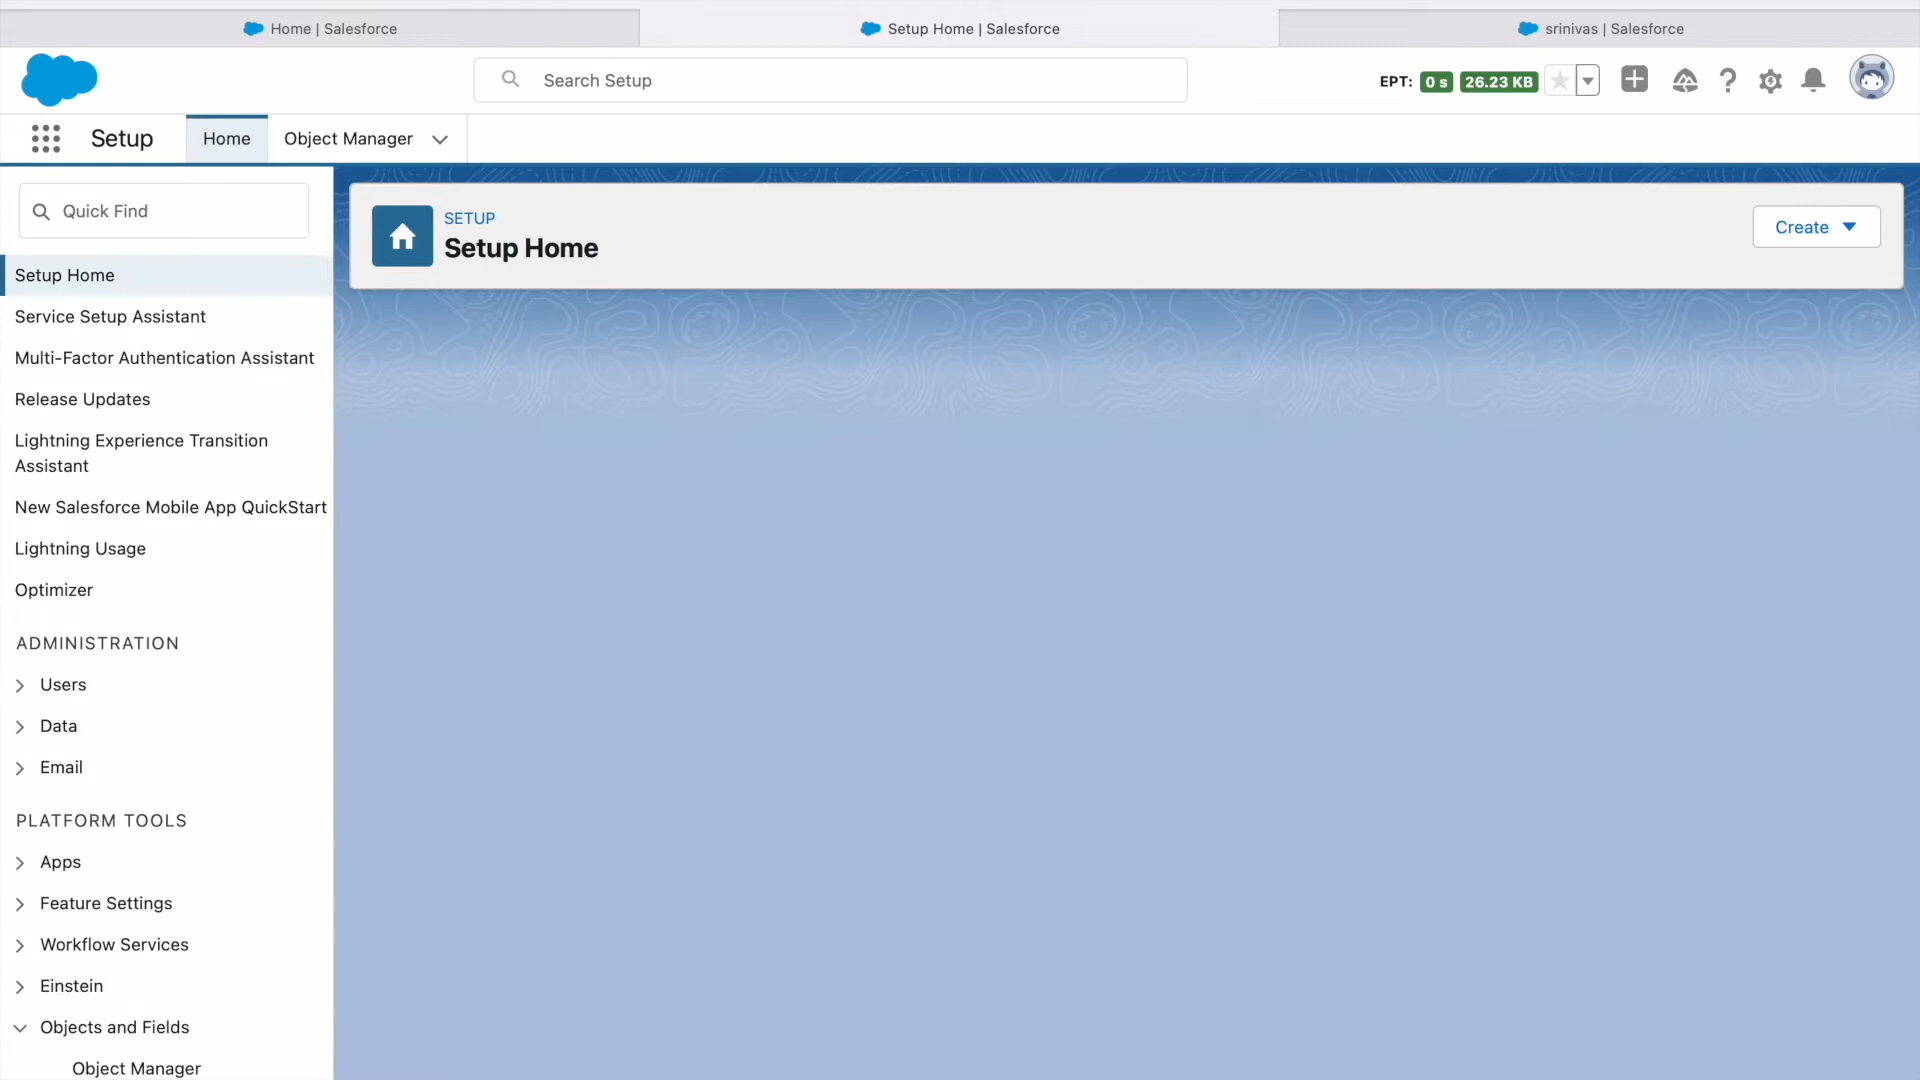 Home | Salesforce
Setup Home | Salesforce
srinivas | Salesforce
Search Setup
EPT: 0 s 26.23 KB
Setup
Home
Object Manager
Quick Find
SETUP
Setup Home
Create
Setup Home
Service Setup Assistant
Multi-Factor Authentication Assistant
Release Updates
Lightning Experience Transition
Assistant
New Salesforce Mobile App QuickStart
Lightning Usage
Optimizer
ADMINISTRATION
Users
Data
Email
PLATFORM TOOLS
Apps
Feature Settings
Workflow Services
Einstein
Objects and Fields
Object Manager